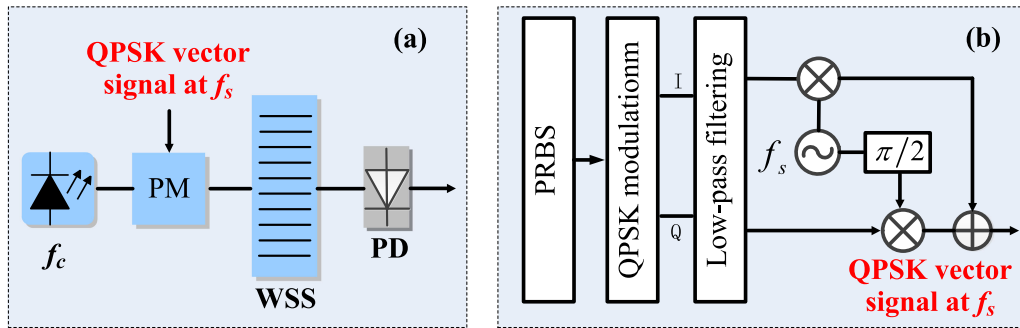 (a)
QPSK vector
signal at fs
PM
fc
WSS
PD
(b)
PRBS
QPSK modulationm
I
Q
Low-pass filtering
fs
π/2
QPSK vector
signal at fs